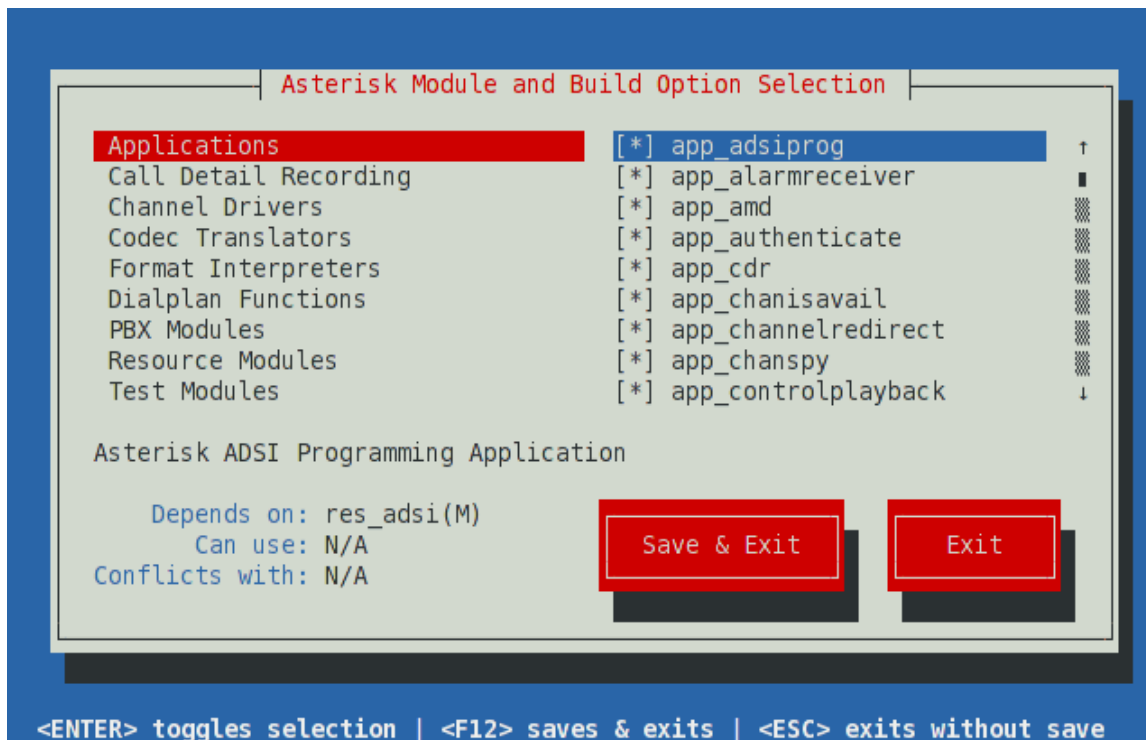 Asterisk Module and Build Option Selection
Applications [*] app_adsiprog ↑
Call Detail Recording [*] app_alarmreceiver
Channel Drivers [*] app_amd
Codec Translators [*] app_authenticate
Format Interpreters [*] app_cdr
Dialplan Functions [*] app_chanisavail
PBX Modules [*] app_channelredirect
Resource Modules [*] app_chanspy
Test Modules [*] app_controlplayback ↓
Asterisk ADSI Programming Application
Depends on: res_adsi(M)
Can use: N/A
Conflicts with: N/A
Save & Exit Exit
<ENTER> toggles selection | <F12> saves & exits | <ESC> exits without save